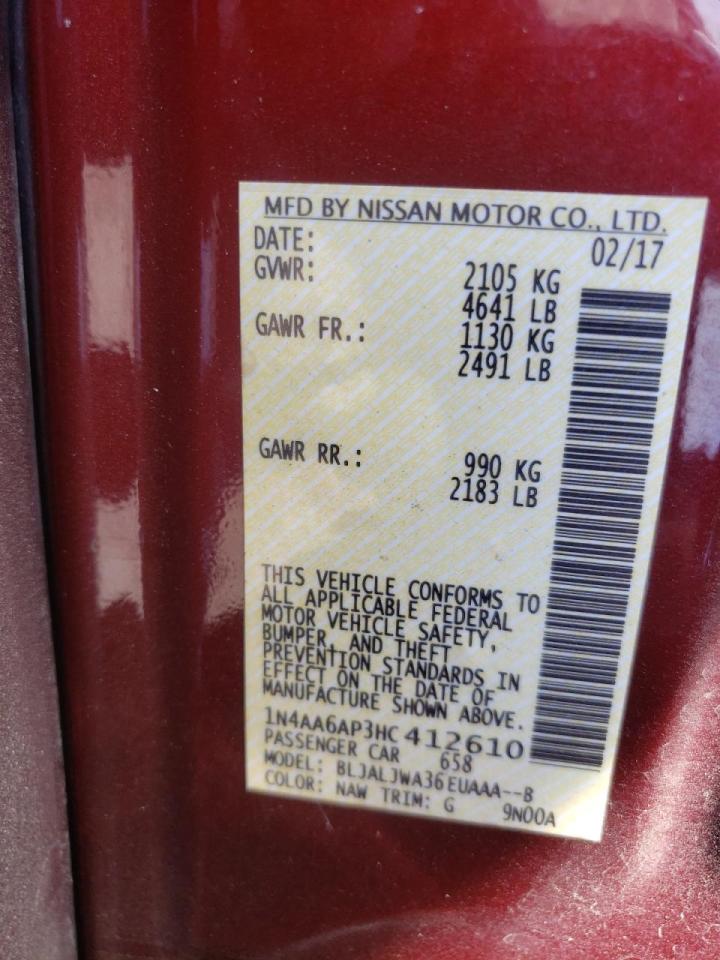 MFD BY NISSAN MOTOR CO., LTD.
DATE: 02/17
GVWR: 2105 KG
4641 LB
GAWR FR.: 1130 KG
2491 LB
GAWR RR.: 990 KG
2183 LB
THIS VEHICLE CONFORMS TO
ALL APPLICABLE FEDERAL
MOTOR VEHICLE SAFETY,
BUMPER, AND THEFT
PREVENTION STANDARDS IN
EFFECT ON THE DATE OF
MANUFACTURE SHOWN ABOVE.
1N4AA6AP3HC412610
PASSENGER CAR 658
MODEL: BLJALJWA36EUAAA--B
COLOR: NAW TRIM: G 9N00A